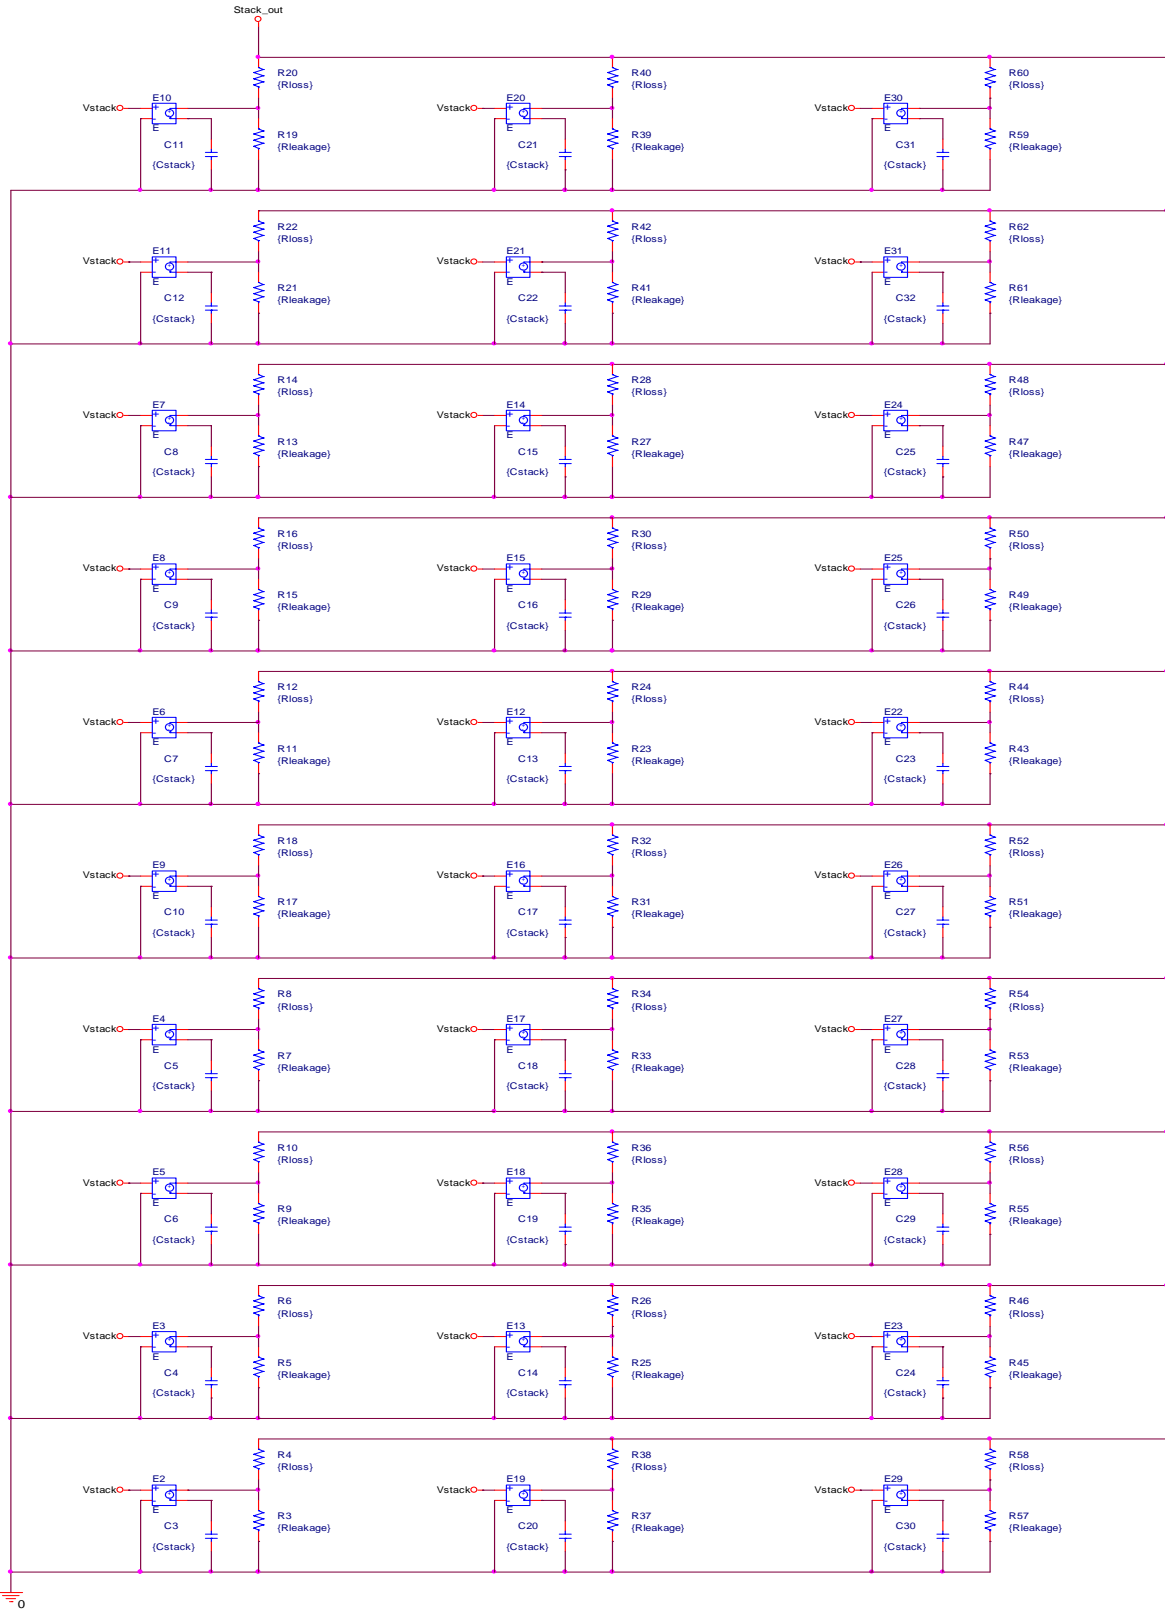 Stack_out
R20
{Rloss}
R40
{Rloss}
R60
{Rloss}
Vstack
E10
E
Vstack
E20
E
Vstack
E30
E
C11
{Cstack}
R19
{Rleakage}
C21
{Cstack}
R39
{Rleakage}
C31
{Cstack}
R59
{Rleakage}
R22
{Rloss}
R42
{Rloss}
R62
{Rloss}
Vstack
E11
E
Vstack
E21
E
Vstack
E31
E
C12
{Cstack}
R21
{Rleakage}
C22
{Cstack}
R41
{Rleakage}
C32
{Cstack}
R61
{Rleakage}
R14
{Rloss}
R28
{Rloss}
R48
{Rloss}
Vstack
E7
E
Vstack
E14
E
Vstack
E24
E
C8
{Cstack}
R13
{Rleakage}
C15
{Cstack}
R27
{Rleakage}
C25
{Cstack}
R47
{Rleakage}
R16
{Rloss}
R30
{Rloss}
R50
{Rloss}
Vstack
E8
E
Vstack
E15
E
Vstack
E25
E
C9
{Cstack}
R15
{Rleakage}
C16
{Cstack}
R29
{Rleakage}
C26
{Cstack}
R49
{Rleakage}
R12
{Rloss}
R24
{Rloss}
R44
{Rloss}
Vstack
E6
E
Vstack
E12
E
Vstack
E22
E
C7
{Cstack}
R11
{Rleakage}
C13
{Cstack}
R23
{Rleakage}
C23
{Cstack}
R43
{Rleakage}
R18
{Rloss}
R32
{Rloss}
R52
{Rloss}
Vstack
E9
E
Vstack
E16
E
Vstack
E26
E
C10
{Cstack}
R17
{Rleakage}
C17
{Cstack}
R31
{Rleakage}
C27
{Cstack}
R51
{Rleakage}
R8
{Rloss}
R34
{Rloss}
R54
{Rloss}
Vstack
E4
E
Vstack
E17
E
Vstack
E27
E
C5
{Cstack}
R7
{Rleakage}
C18
{Cstack}
R33
{Rleakage}
C28
{Cstack}
R53
{Rleakage}
R10
{Rloss}
R36
{Rloss}
R56
{Rloss}
Vstack
E5
E
Vstack
E18
E
Vstack
E28
E
C6
{Cstack}
R9
{Rleakage}
C19
{Cstack}
R35
{Rleakage}
C29
{Cstack}
R55
{Rleakage}
R6
{Rloss}
R26
{Rloss}
R46
{Rloss}
Vstack
E3
E
Vstack
E13
E
Vstack
E23
E
C4
{Cstack}
R5
{Rleakage}
C14
{Cstack}
R25
{Rleakage}
C24
{Cstack}
R45
{Rleakage}
R4
{Rloss}
R38
{Rloss}
R58
{Rloss}
Vstack
E2
E
Vstack
E19
E
Vstack
E29
E
C3
{Cstack}
R3
{Rleakage}
C20
{Cstack}
R37
{Rleakage}
C30
{Cstack}
R57
{Rleakage}
0